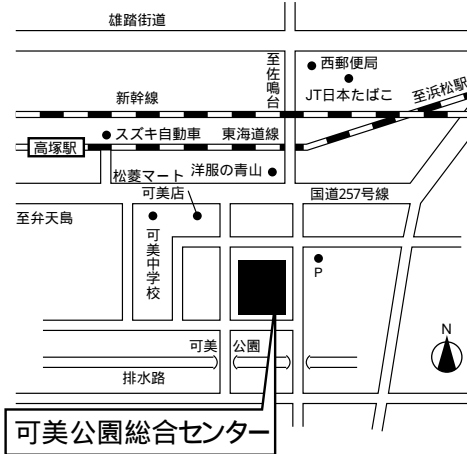 雄踏街道
至佐鳴台
西郵便局
JT日本たばこ
至浜松駅
新幹線
スズキ自動車
東海道線
高塚駅
松菱マート
可美店
洋服の青山
国道257号線
至弁天島
可美中学校
P
N
可美
公園
排水路
可美公園総合センター